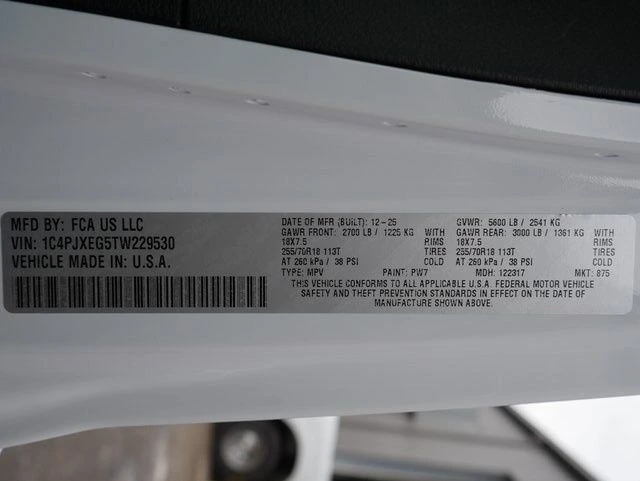 MFD BY: FCA US LLC
VIN: 1C4PJXEG5TW229530
VEHICLE MADE IN: U.S.A.
DATE OF MFR (BUILT): 12-25 GVWR: 5600 LB / 2541 KG
GAWR FRONT: 2700 LB / 1225 KG WITH GAWR REAR: 3000 LB / 1361 KG WITH
18X7.5 RIMS 18X7.5 RIMS
255/70R18 113T TIRES 255/70R18 113T TIRES
AT 260 kPa / 38 PSI COLD AT 260 kPa / 38 PSI COLD
TYPE: MPV PAINT: PW7 MDH: 122317 MKT: 875
THIS VEHICLE CONFORMS TO ALL APPLICABLE U.S.A. FEDERAL MOTOR VEHICLE
SAFETY AND THEFT PREVENTION STANDARDS IN EFFECT ON THE DATE OF
MANUFACTURE SHOWN ABOVE.